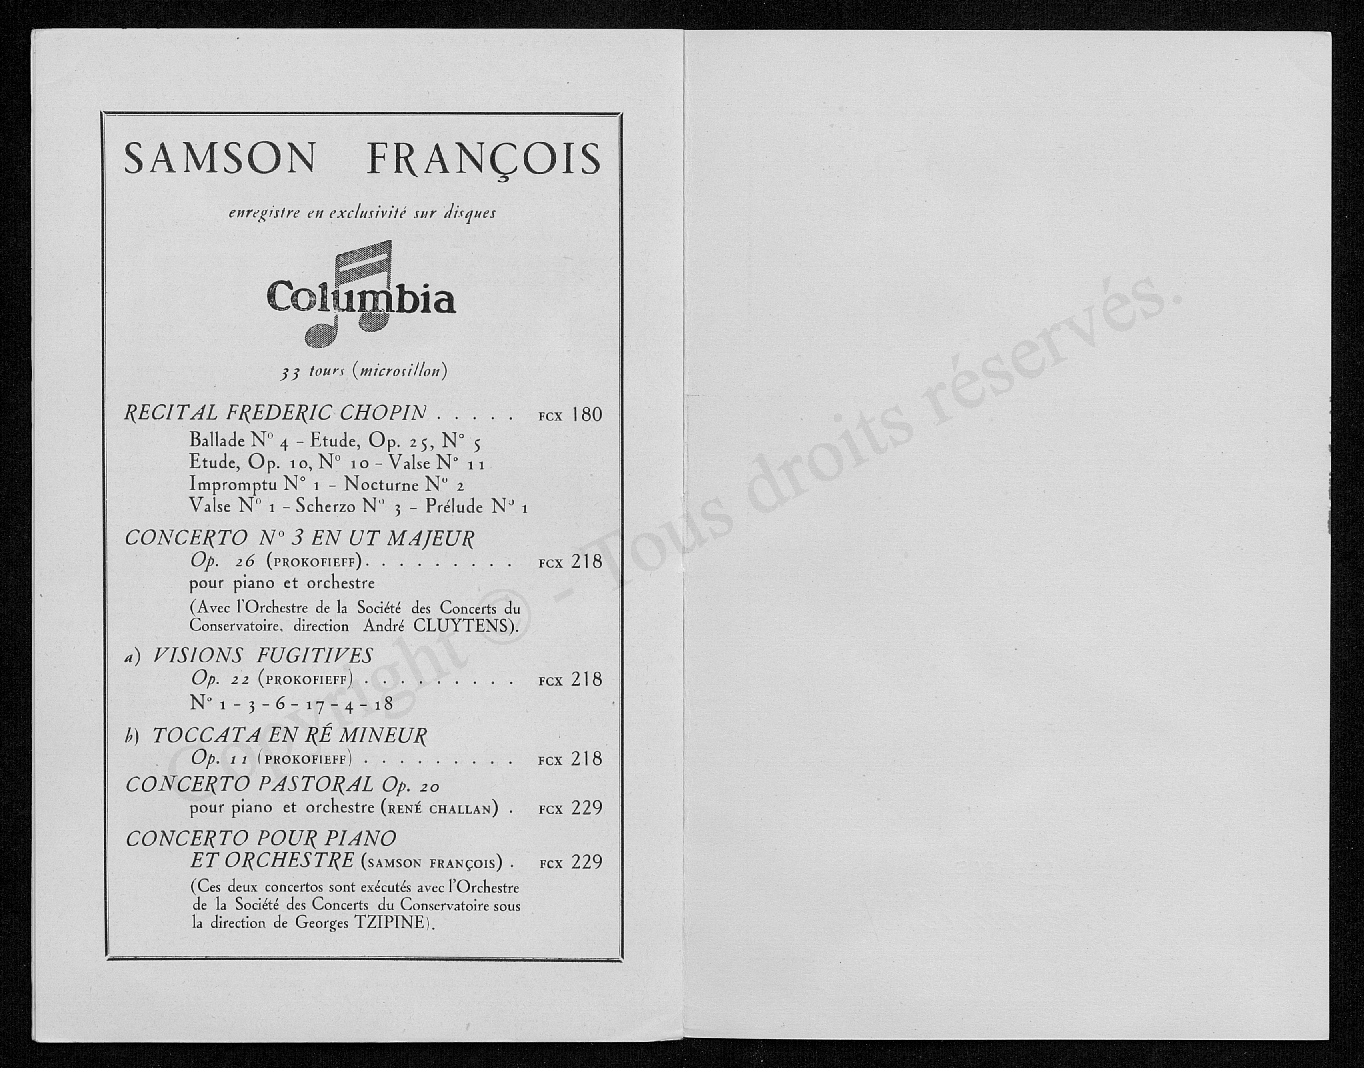 SAMSON FRANÇOIS
enregistre en exclusivité sur disques
Columbia
33 tours (microsillon)
RECITAL FREDERIC CHOPIN . . . . . FCX 180
Ballade N° 4 - Etude, Op. 25, N° 5
Etude, Op. 10, N° 10 - Valse N° 11
Impromptu N° 1 - Nocturne N° 2
Valse N° 1 - Scherzo N° 3 - Prélude N° 1
CONCERTO N° 3 EN UT MAJEUR
Op. 26 (PROKOFIEFF). . . . . . . . . . FCX 218
pour piano et orchestre
(Avec l'Orchestre de la Société des Concerts du
Conservatoire, direction André CLUYTENS).
a) VISIONS FUGITIVES
Op. 22 (PROKOFIEFF) . . . . . . . . . FCX 218
N° 1 - 3 - 6 - 17 - 4 - 18
b) TOCCATA EN RÉ MINEUR
Op. 11 (PROKOFIEFF) . . . . . . . . . FCX 218
CONCERTO PASTORAL Op. 20
pour piano et orchestre (RENÉ CHALLAN) . FCX 229
CONCERTO POUR PIANO
ET ORCHESTRE (SAMSON FRANÇOIS) . FCX 229
(Ces deux concertos sont exécutés avec l'Orchestre
de la Société des Concerts du Conservatoire sous
la direction de Georges TZIPINE).
Copyright © - Tous droits réservés.